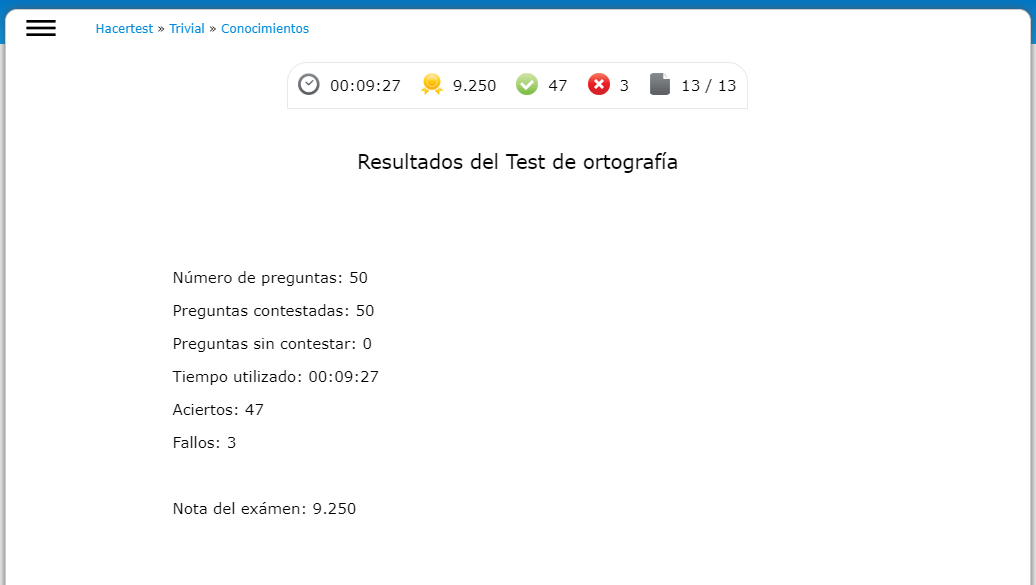 Hacertest » Trivial » Conocimientos
00:09:27 9.250 47 3 13 / 13
Resultados del Test de ortografía
Número de preguntas: 50
Preguntas contestadas: 50
Preguntas sin contestar: 0
Tiempo utilizado: 00:09:27
Aciertos: 47
Fallos: 3
Nota del exámen: 9.250